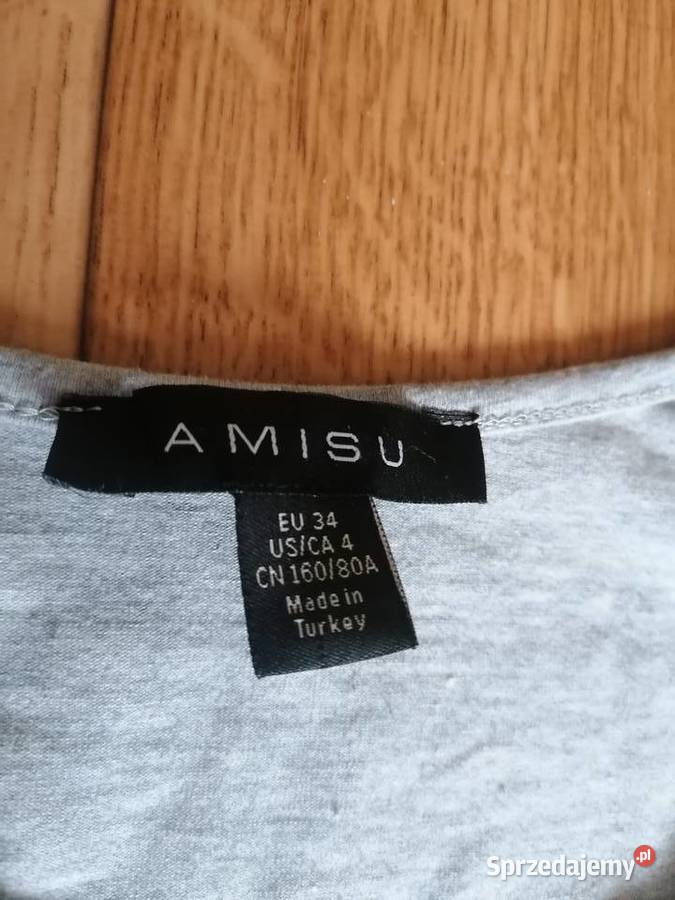 AMISU
EU 34
US/CA 4
CN 160/80A
Made in
Turkey
Sprzedajemy.pl